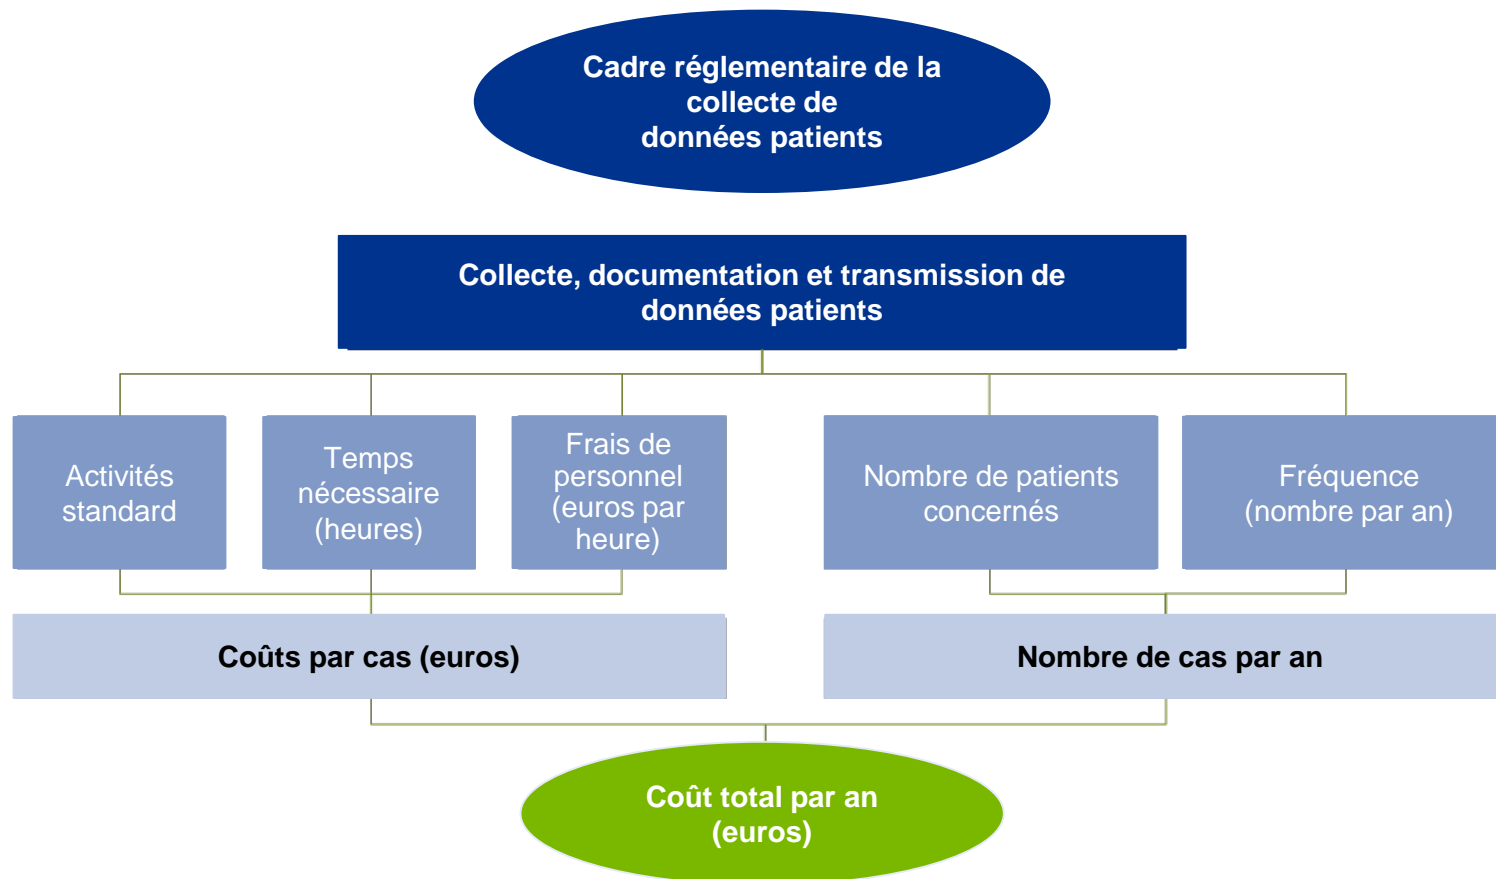 Cadre réglementaire de la
collecte de
données patients
Collecte, documentation et transmission de
données patients
Activités
standard
Temps
nécessaire
(heures)
Frais de
personnel
(euros par
heure)
Nombre de patients
concernés
Fréquence
(nombre par an)
Coûts par cas (euros)
Nombre de cas par an
Coût total par an
(euros)